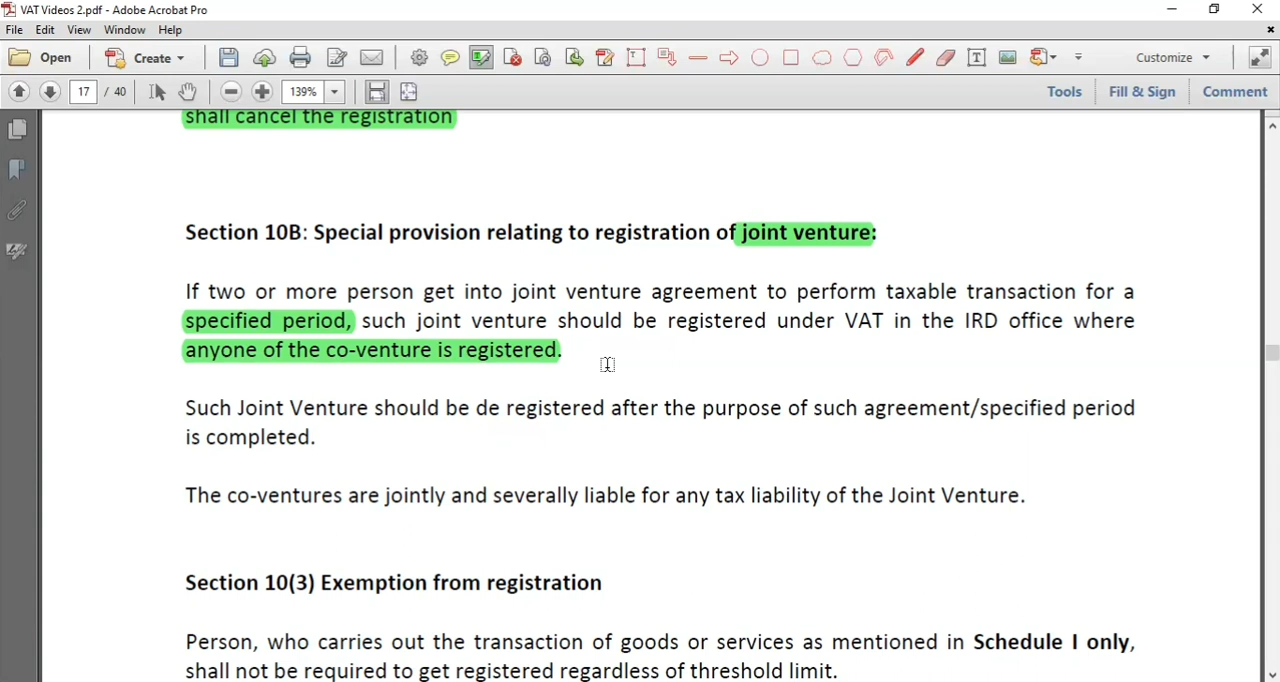 VAT Videos 2.pdf - Adobe Acrobat Pro
File Edit View Window Help
Open Create Customize
17 / 40 139% Tools Fill & Sign Comment
shall cancel the registration
Section 10B: Special provision relating to registration of joint venture:
If two or more person get into joint venture agreement to perform taxable transaction for a
specified period, such joint venture should be registered under VAT in the IRD office where
anyone of the co-venture is registered.
Such Joint Venture should be de registered after the purpose of such agreement/specified period
is completed.
The co-ventures are jointly and severally liable for any tax liability of the Joint Venture.
Section 10(3) Exemption from registration
Person, who carries out the transaction of goods or services as mentioned in Schedule I only,
shall not be required to get registered regardless of threshold limit.